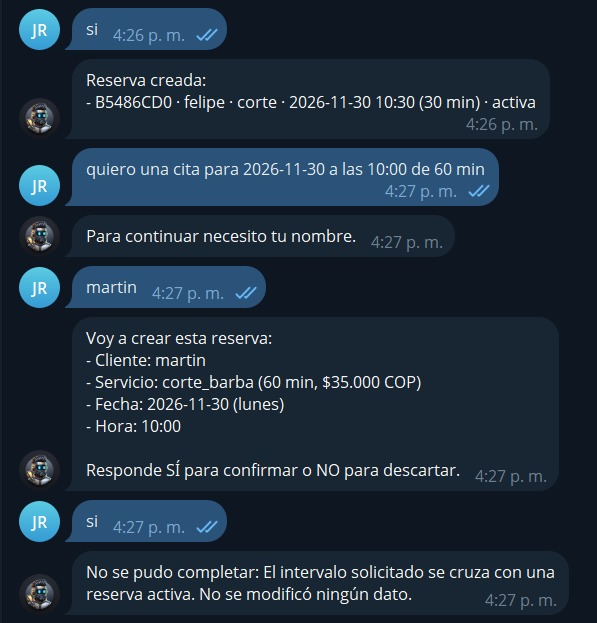 JR
si 4:26 p. m.
Reserva creada:
- B5486CD0 · felipe · corte · 2026-11-30 10:30 (30 min) · activa
4:26 p. m.
JR
quiero una cita para 2026-11-30 a las 10:00 de 60 min
4:27 p. m.
Para continuar necesito tu nombre. 4:27 p. m.
JR
martin 4:27 p. m.
Voy a crear esta reserva:
- Cliente: martin
- Servicio: corte_barba (60 min, $35.000 COP)
- Fecha: 2026-11-30 (lunes)
- Hora: 10:00
Responde SÍ para confirmar o NO para descartar. 4:27 p. m.
JR
si 4:27 p. m.
No se pudo completar: El intervalo solicitado se cruza con una
reserva activa. No se modificó ningún dato. 4:27 p. m.